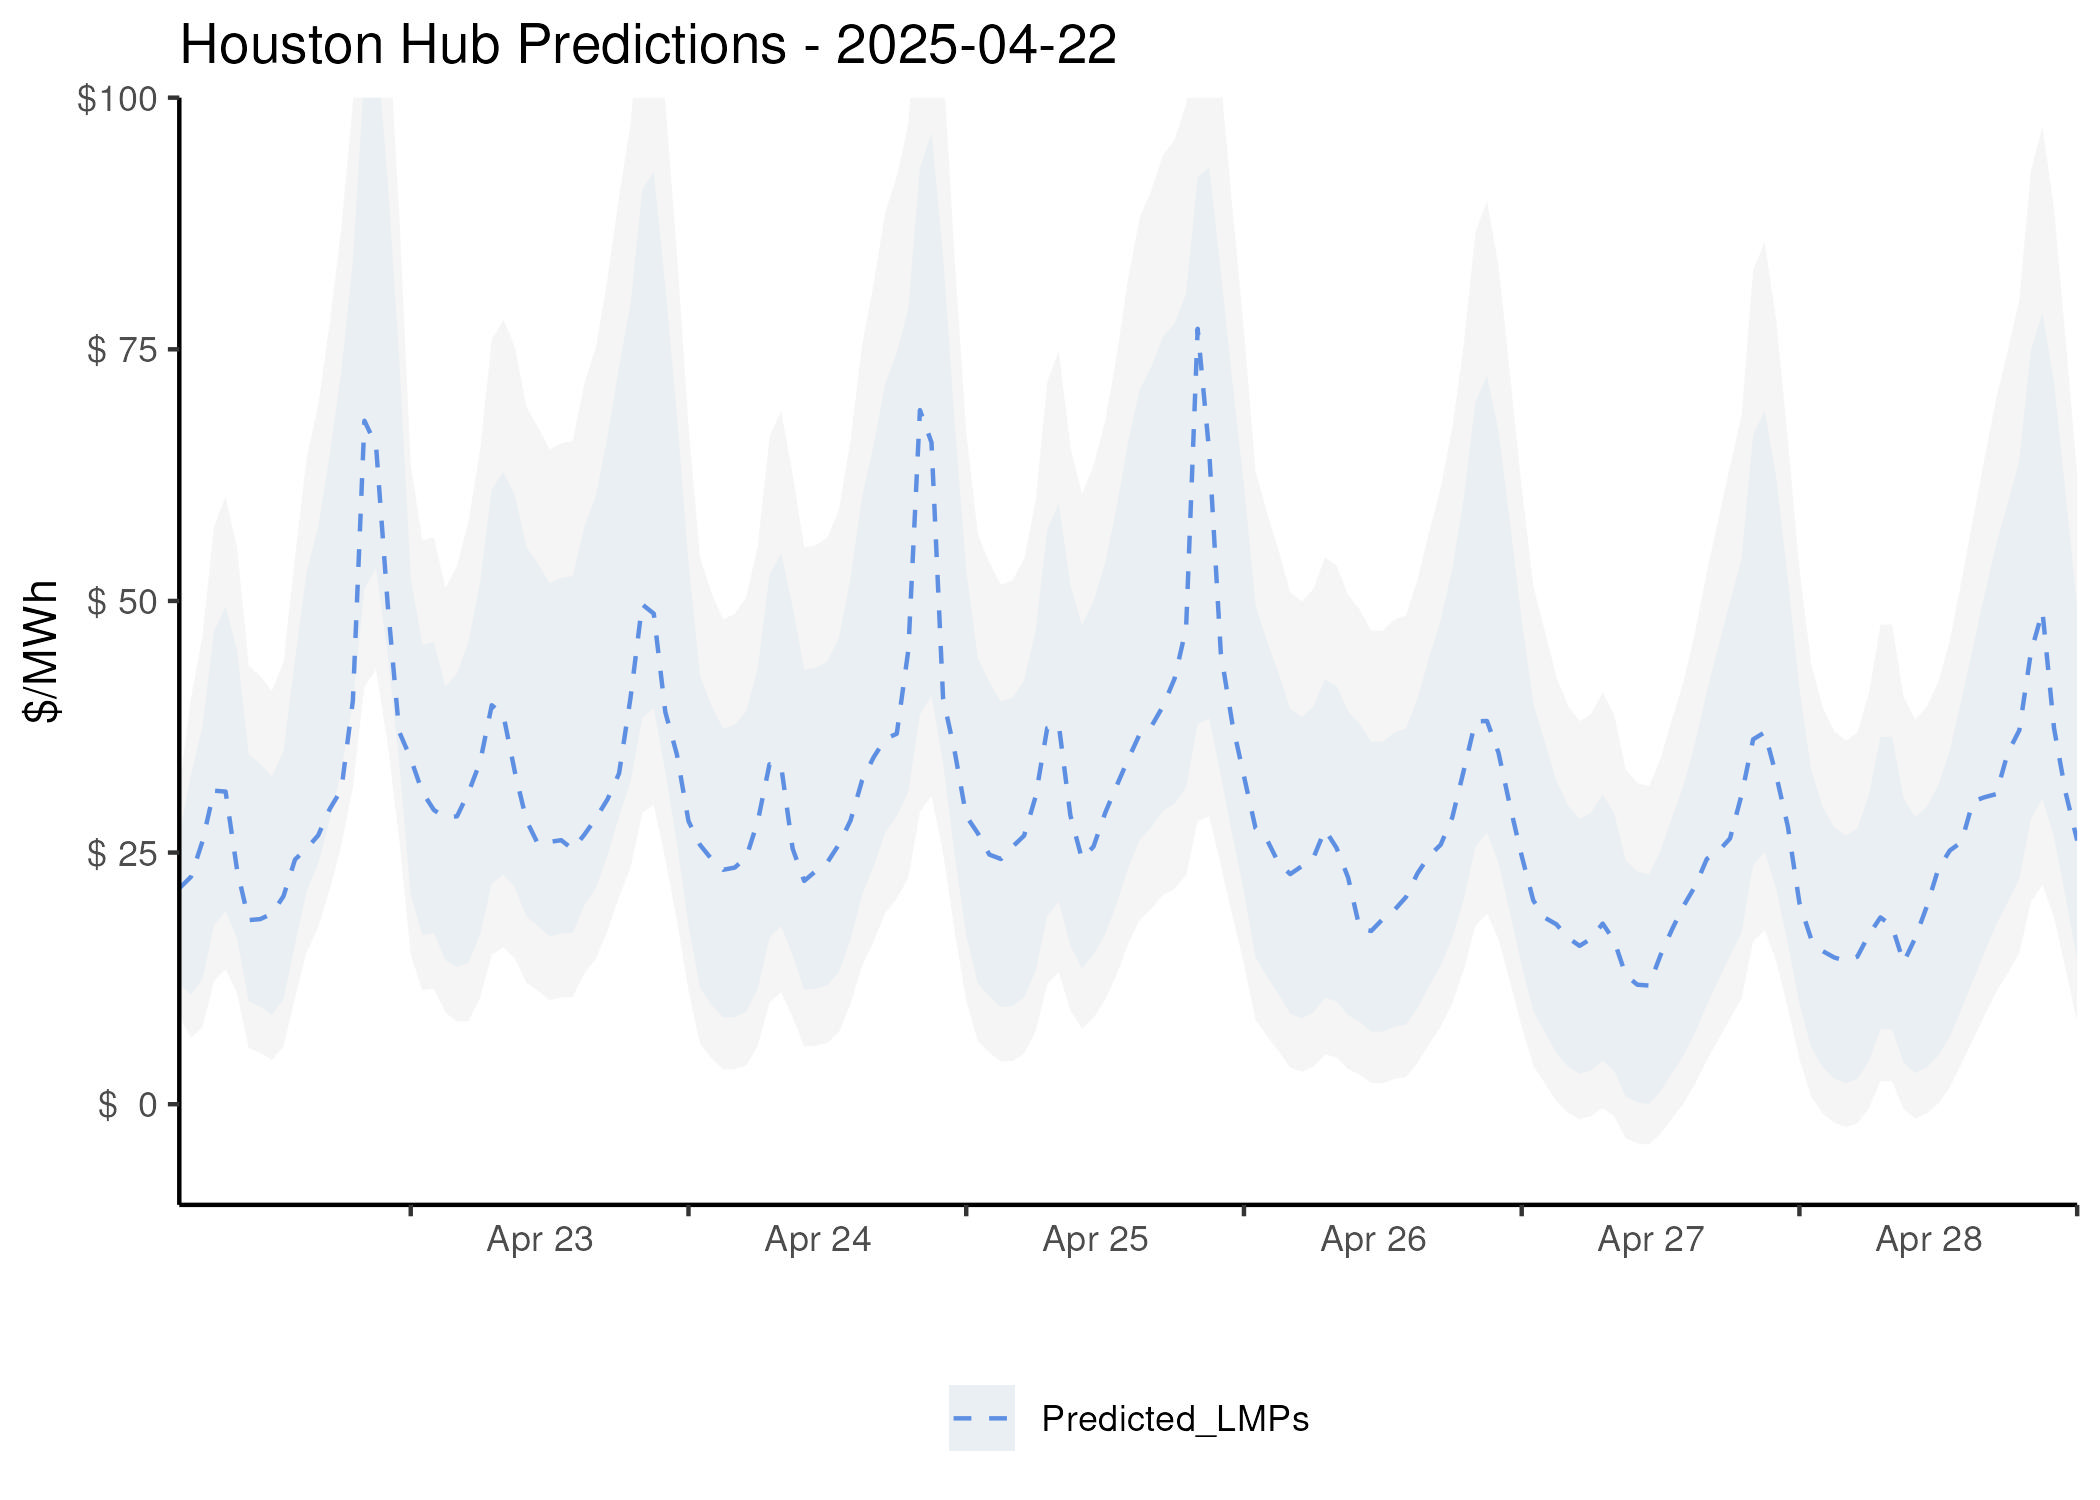 Houston Hub Predictions - 2025-04-22
$100
$ 75
$ 50
$ 25
$  0
$/MWh
Apr 23 Apr 24 Apr 25 Apr 26 Apr 27 Apr 28
Predicted_LMPs